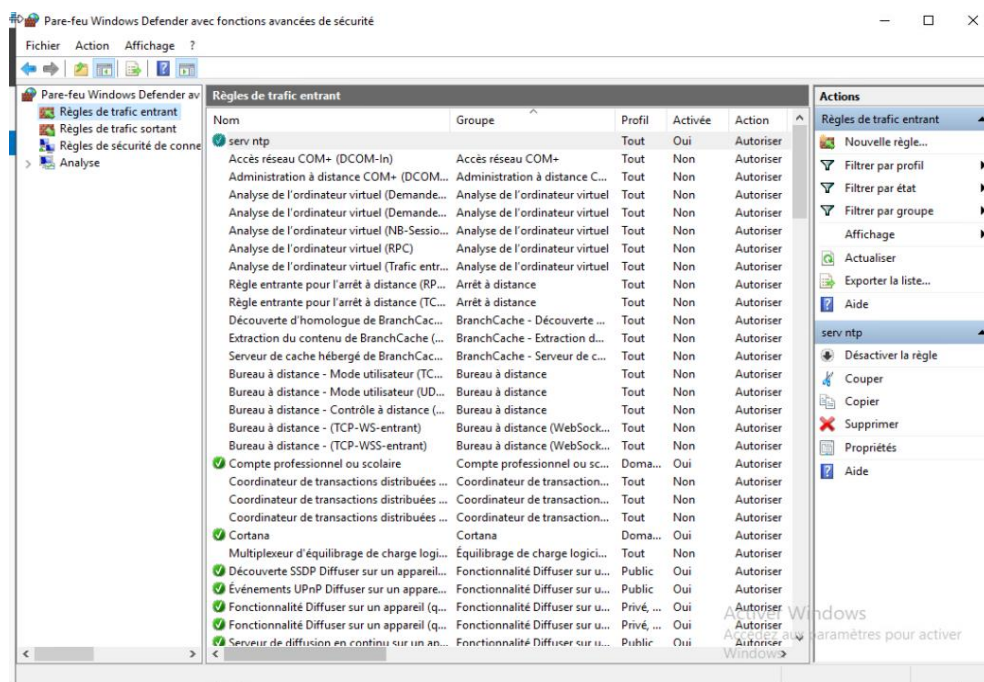 Pare-feu Windows Defender avec fonctions avancées de sécurité
Fichier Action Affichage ?
Pare-feu Windows Defender av
Règles de trafic entrant
Règles de trafic sortant
Règles de sécurité de conne
Analyse
Règles de trafic entrant
Nom Groupe Profil Activée Action
serv ntp Tout Oui Autoriser
Accès réseau COM+ (DCOM-In) Accès réseau COM+ Tout Non Autoriser
Administration à distance COM+ (DCOM... Administration à distance C... Tout Non Autoriser
Analyse de l'ordinateur virtuel (Demande... Analyse de l'ordinateur virtuel Tout Non Autoriser
Analyse de l'ordinateur virtuel (Demande... Analyse de l'ordinateur virtuel Tout Non Autoriser
Analyse de l'ordinateur virtuel (NB-Sessio... Analyse de l'ordinateur virtuel Tout Non Autoriser
Analyse de l'ordinateur virtuel (RPC) Analyse de l'ordinateur virtuel Tout Non Autoriser
Analyse de l'ordinateur virtuel (Trafic entr... Analyse de l'ordinateur virtuel Tout Non Autoriser
Règle entrante pour l'arrêt à distance (RP... Arrêt à distance Tout Non Autoriser
Règle entrante pour l'arrêt à distance (TC... Arrêt à distance Tout Non Autoriser
Découverte d'homologue de BranchCac... BranchCache - Découverte ... Tout Non Autoriser
Extraction du contenu de BranchCache (... BranchCache - Extraction d... Tout Non Autoriser
Serveur de cache hébergé de BranchCac... BranchCache - Serveur de c... Tout Non Autoriser
Bureau à distance - Mode utilisateur (TC... Bureau à distance Tout Non Autoriser
Bureau à distance - Mode utilisateur (UD... Bureau à distance Tout Non Autoriser
Bureau à distance - Contrôle à distance (... Bureau à distance Tout Non Autoriser
Bureau à distance - (TCP-WS-entrant) Bureau à distance (WebSock... Tout Non Autoriser
Bureau à distance - (TCP-WSS-entrant) Bureau à distance (WebSock... Tout Non Autoriser
Compte professionnel ou scolaire Compte professionnel ou sc... Doma... Oui Autoriser
Coordinateur de transactions distribuées ... Coordinateur de transaction... Tout Non Autoriser
Coordinateur de transactions distribuées ... Coordinateur de transaction... Tout Non Autoriser
Coordinateur de transactions distribuées ... Coordinateur de transaction... Tout Non Autoriser
Cortana Cortana Doma... Oui Autoriser
Multiplexeur d'équilibrage de charge logi... Équilibrage de charge logici... Tout Non Autoriser
Découverte SSDP Diffuser sur un appareil... Fonctionnalité Diffuser sur u... Public Oui Autoriser
Événements UPnP Diffuser sur un appare... Fonctionnalité Diffuser sur u... Public Oui Autoriser
Fonctionnalité Diffuser sur un appareil (q... Fonctionnalité Diffuser sur u... Privé, ... Oui Autoriser
Fonctionnalité Diffuser sur un appareil (q... Fonctionnalité Diffuser sur u... Privé, ... Oui Autoriser
Serveur de diffusion en continu sur un ap... Fonctionnalité Diffuser sur u... Public Oui Autoriser
Actions
Règles de trafic entrant
Nouvelle règle...
Filtrer par profil
Filtrer par état
Filtrer par groupe
Affichage
Actualiser
Exporter la liste...
Aide
serv ntp
Désactiver la règle
Couper
Copier
Supprimer
Propriétés
Aide
Activer Windows
Accédez aux paramètres pour activer
Windows